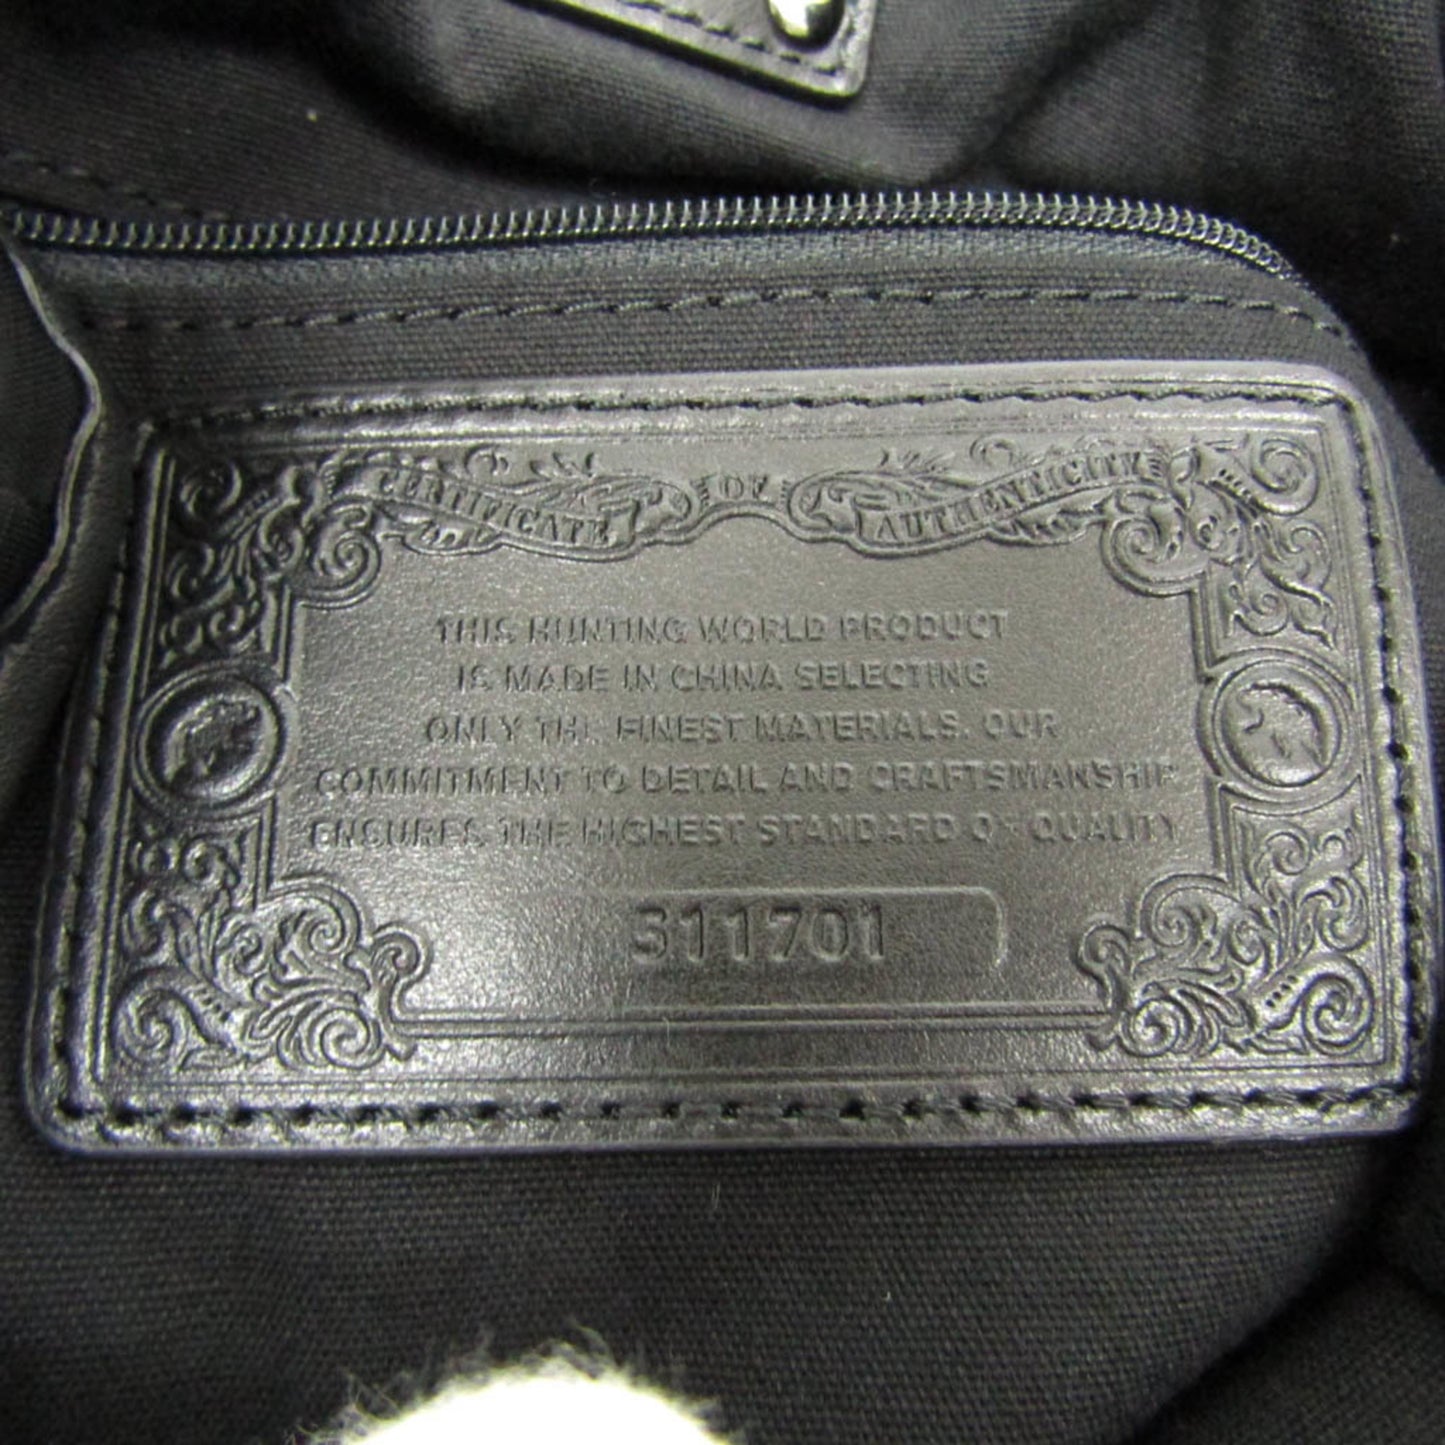 CERTIFICATE OF AUTHENTICITY
THIS HUNTING WORLD PRODUCT
IS MADE IN CHINA SELECTING
ONLY THE FINEST MATERIALS. OUR
COMMITMENT TO DETAIL AND CRAFTSMANSHIP
ENSURES THE HIGHEST STANDARD OF QUALITY
311701